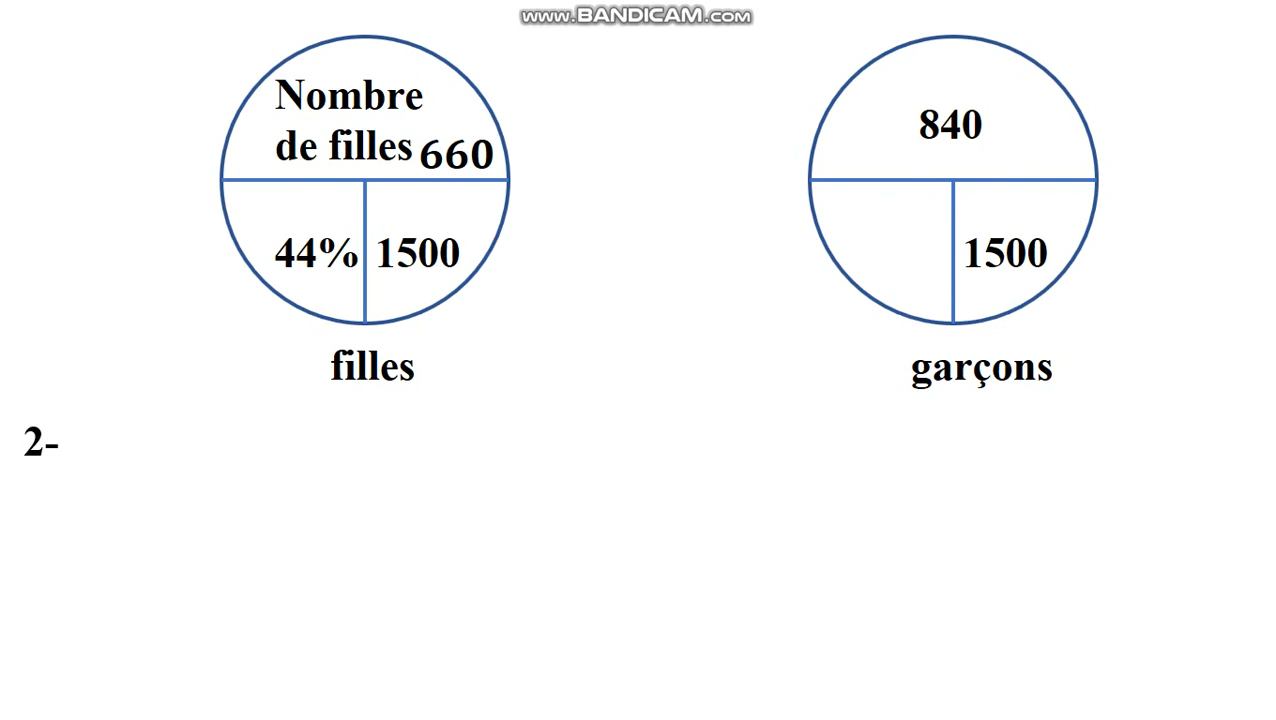 www.BANDICAM.com
Nombre
de filles 660
44% 1500
filles
840
1500
garçons
2-